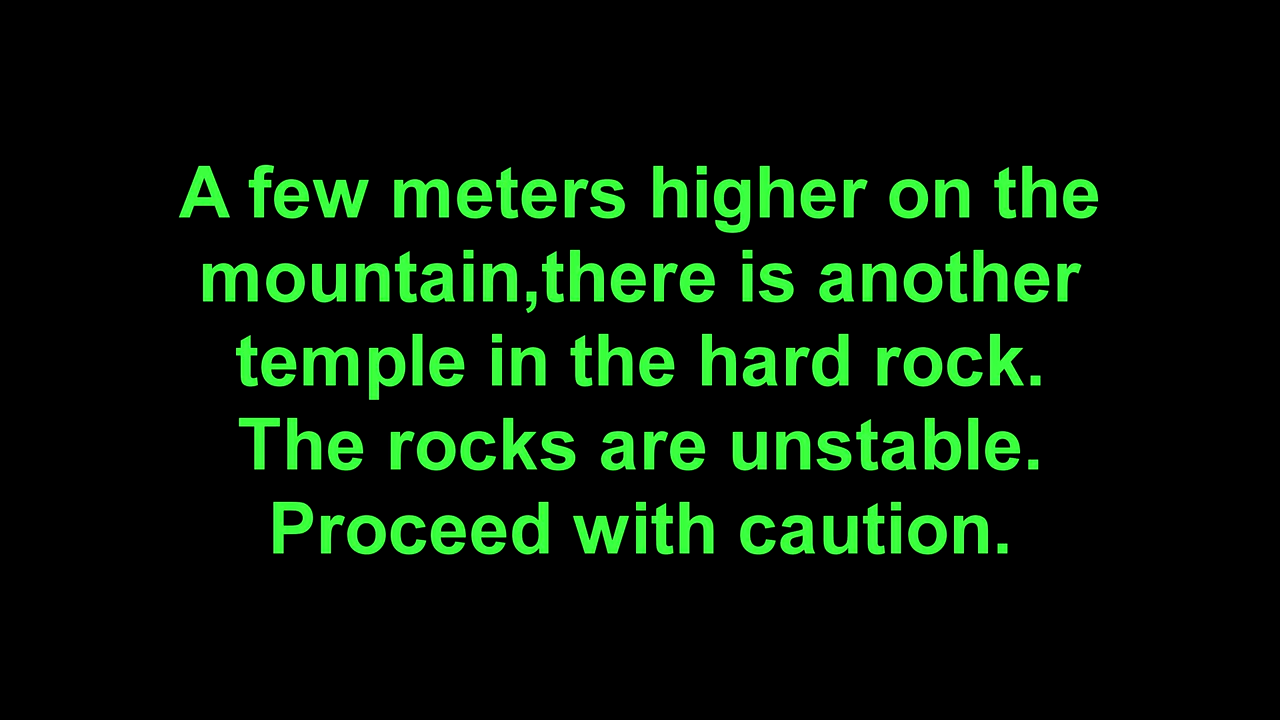 A few meters higher on the
mountain,there is another
temple in the hard rock.
The rocks are unstable.
Proceed with caution.